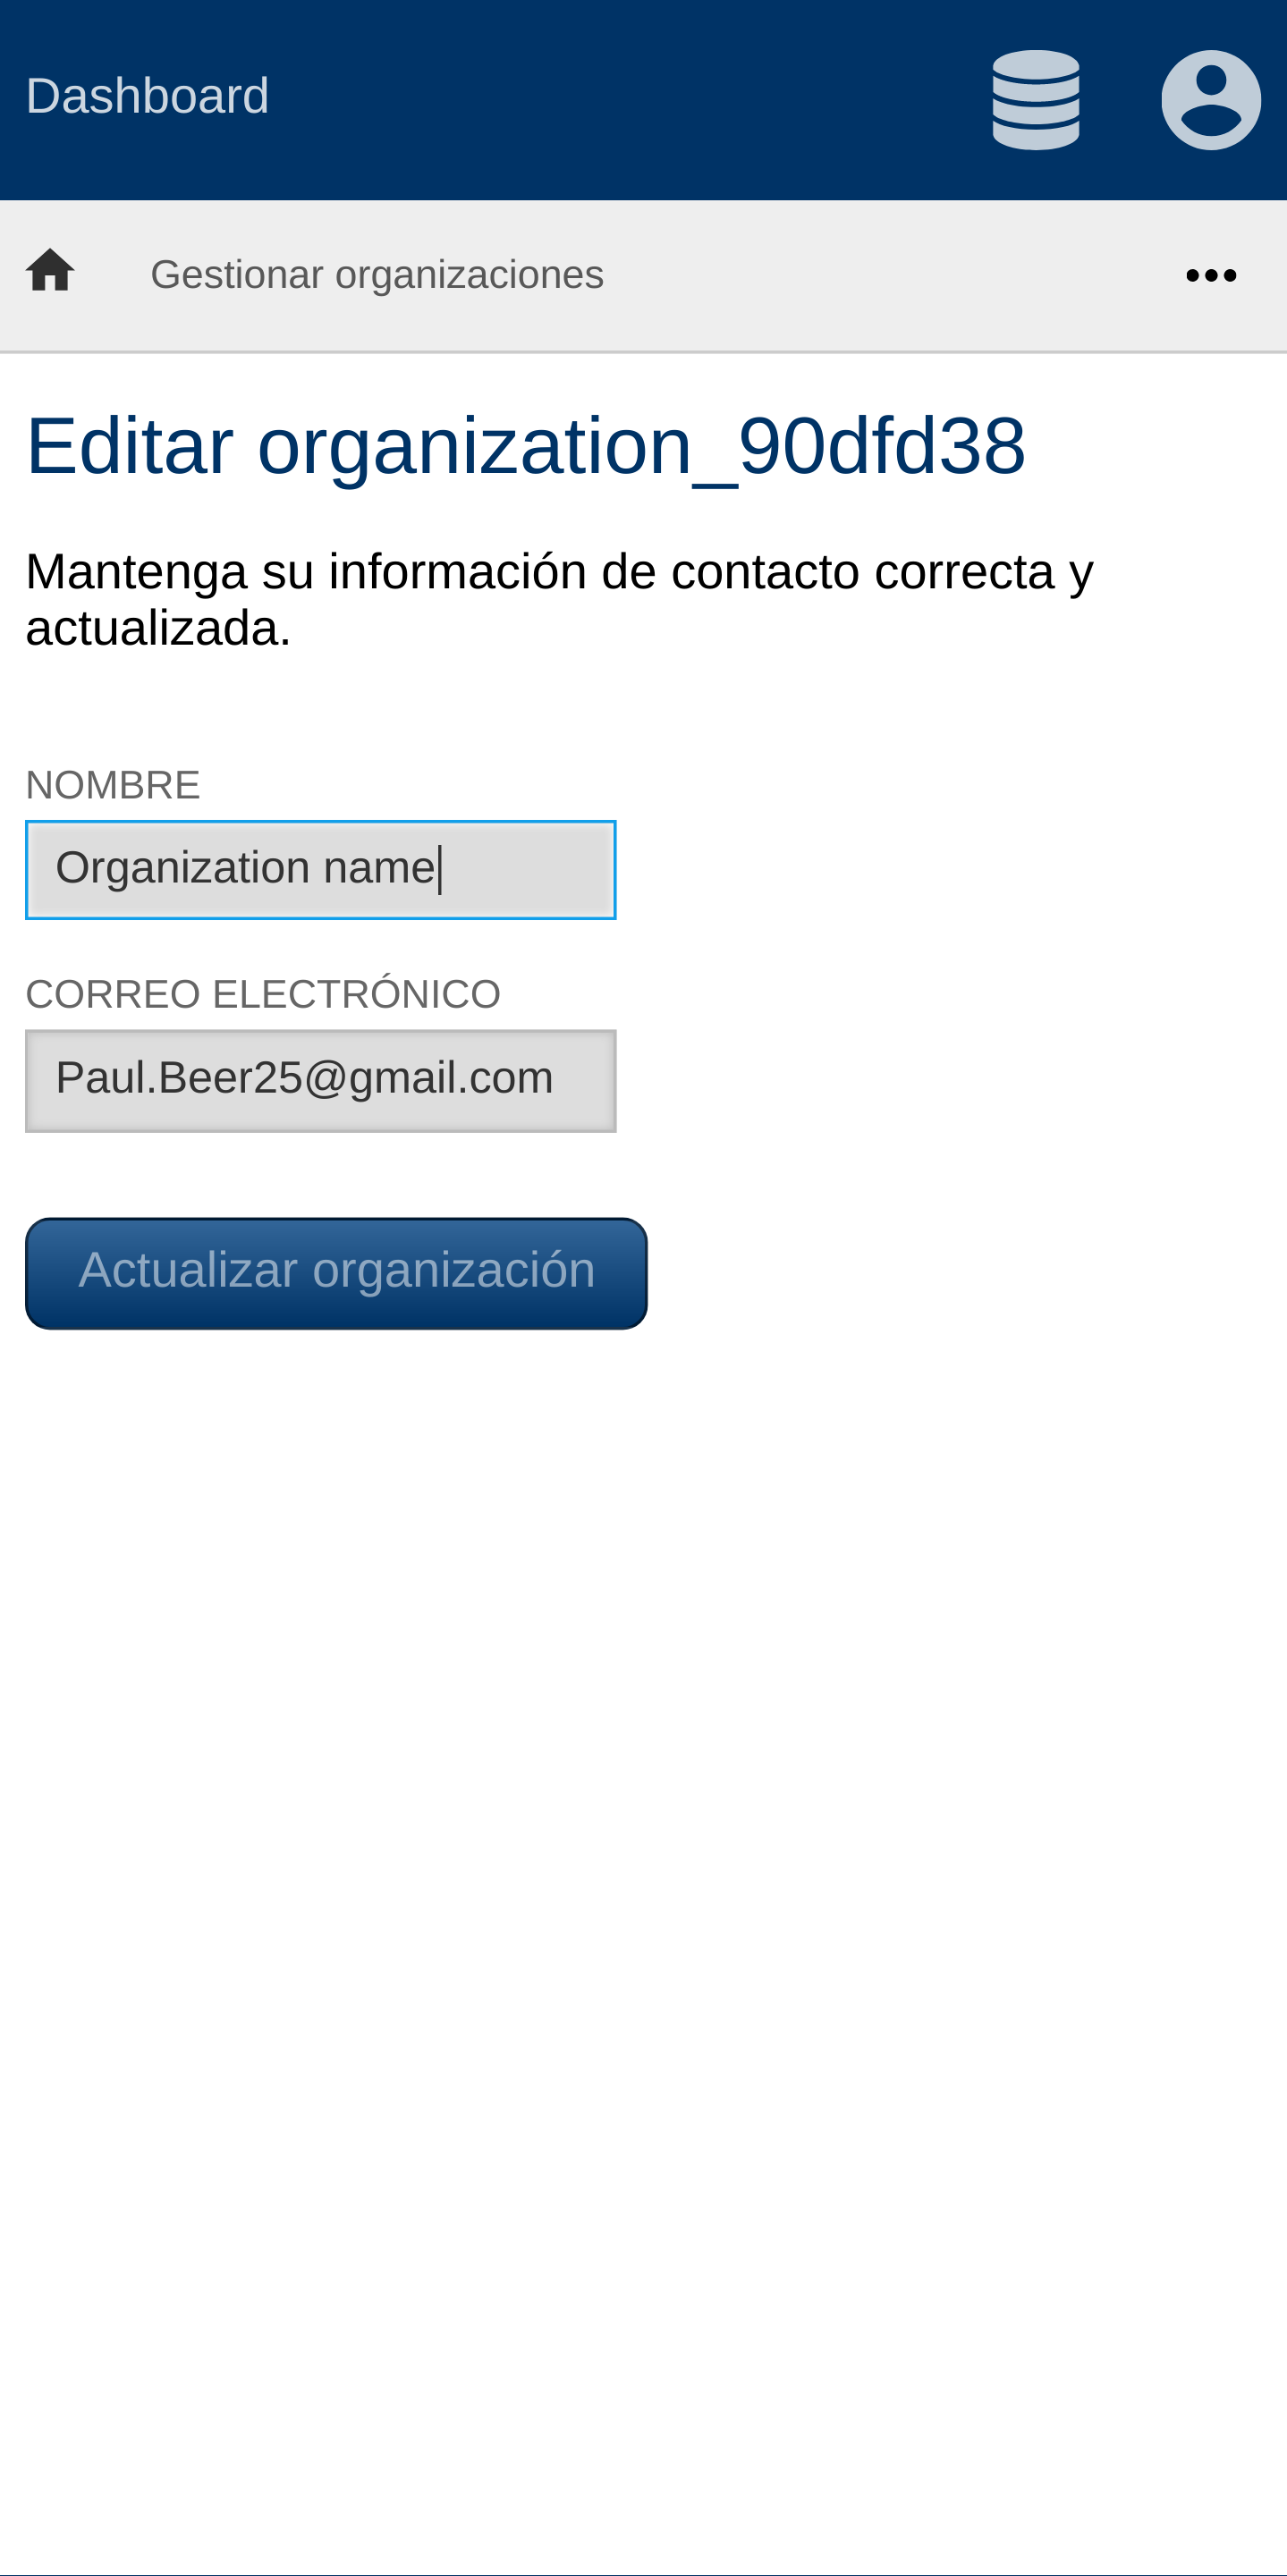 Dashboard
Gestionar organizaciones
Editar organization_90dfd38
Mantenga su información de contacto correcta y
actualizada.
NOMBRE
Organization name
CORREO ELECTRÓNICO
Paul.Beer25@gmail.com
Actualizar organización